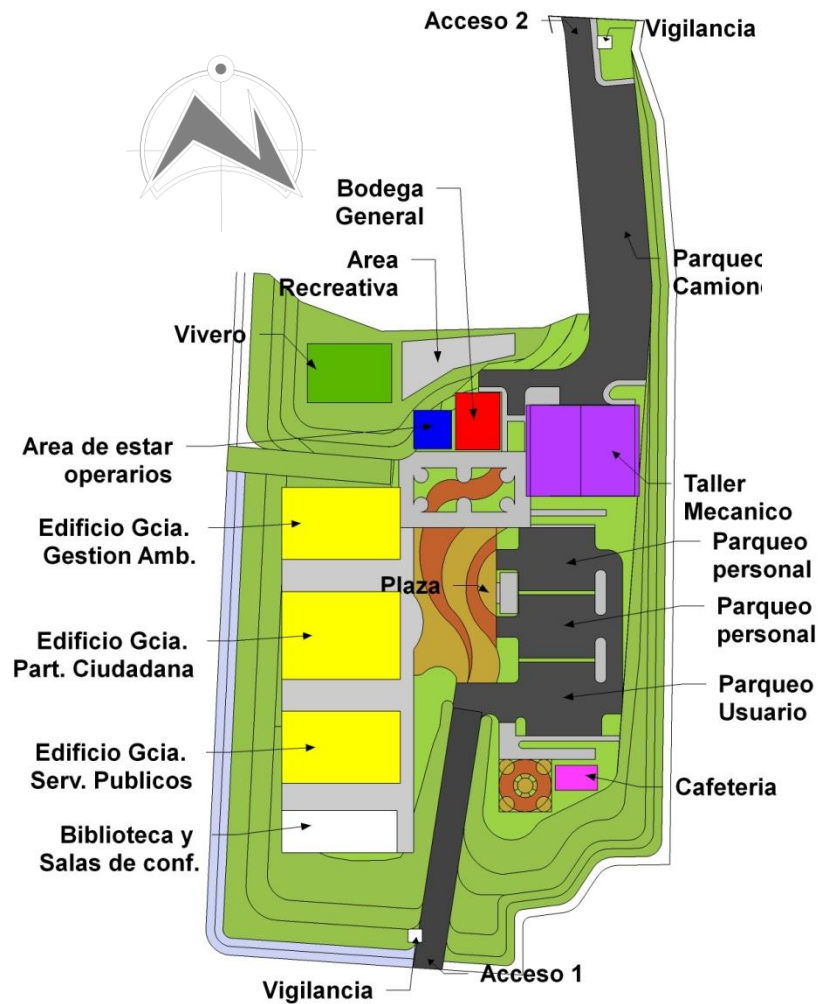 Acceso 2
Vigilancia
Bodega
General
Area
Recreativa
Parqueo
Camion
Vivero
Area de estar
operarios
Taller
Mecanico
Edificio Gcia.
Gestion Amb.
Parqueo
personal
Plaza
Parqueo
personal
Edificio Gcia.
Part. Ciudadana
Parqueo
Usuario
Edificio Gcia.
Serv. Publicos
Cafeteria
Biblioteca y
Salas de conf.
Vigilancia
Acceso 1